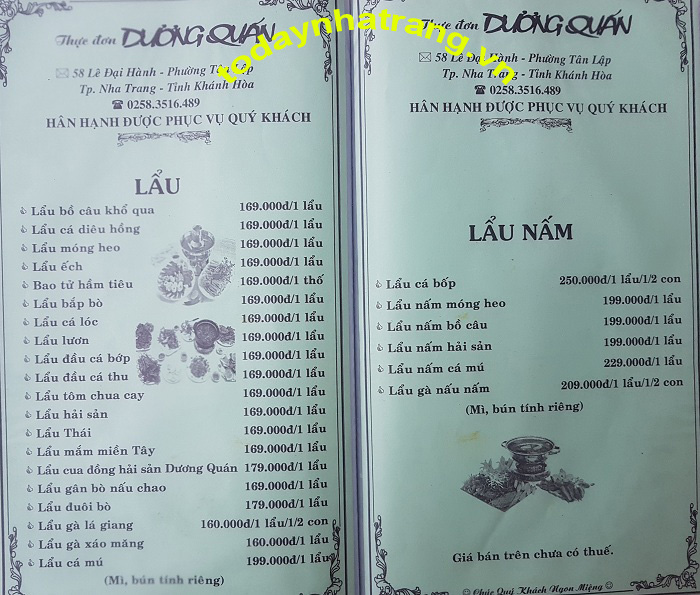 Thực đơn DƯƠNG QUÁN
58 Lê Đại Hành - Phường Tân Lập
Tp. Nha Trang - Tỉnh Khánh Hòa
0258.3516.489
HÂN HẠNH ĐƯỢC PHỤC VỤ QUÝ KHÁCH
LẨU
Lẩu bồ câu khổ qua 169.000đ/1 lẩu
Lẩu cá diêu hồng 169.000đ/1 lẩu
Lẩu móng heo 169.000đ/1 lẩu
Lẩu ếch 169.000đ/1 lẩu
Bao tử hầm tiêu 169.000đ/1 thố
Lẩu bắp bò 169.000đ/1 lẩu
Lẩu cá lóc 169.000đ/1 lẩu
Lẩu lươn 169.000đ/1 lẩu
Lẩu đầu cá bớp 169.000đ/1 lẩu
Lẩu đầu cá thu 169.000đ/1 lẩu
Lẩu tôm chua cay 169.000đ/1 lẩu
Lẩu hải sản 169.000đ/1 lẩu
Lẩu Thái 169.000đ/1 lẩu
Lẩu mắm miền Tây 169.000đ/1 lẩu
Lẩu cua đồng hải sản Dương Quán 179.000đ/1 lẩu
Lẩu gân bò nấu chao 169.000đ/1 lẩu
Lẩu đuôi bò 179.000đ/1 lẩu
Lẩu gà lá giang 160.000đ/1 lẩu/1/2 con
Lẩu gà xáo măng 160.000đ/1 lẩu
Lẩu cá mú 199.000đ/1 lẩu
(Mì, bún tính riêng)
Thực đơn DƯƠNG QUÁN
58 Lê Đại Hành - Phường Tân Lập
Tp. Nha Trang - Tỉnh Khánh Hòa
0258.3516.489
HÂN HẠNH ĐƯỢC PHỤC VỤ QUÝ KHÁCH
LẨU NẤM
Lẩu cá bốp 250.000đ/1 lẩu/1/2 con
Lẩu nấm móng heo 199.000đ/1 lẩu
Lẩu nấm bồ câu 199.000đ/1 lẩu
Lẩu nấm hải sản 199.000đ/1 lẩu
Lẩu nấm cá mú 229.000đ/1 lẩu
Lẩu gà nấu nấm 209.000đ/1 lẩu/1/2 con
(Mì, bún tính riêng)
Giá bán trên chưa có thuế.
Chúc Quý Khách Ngon Miệng
todaynhatrang.vn